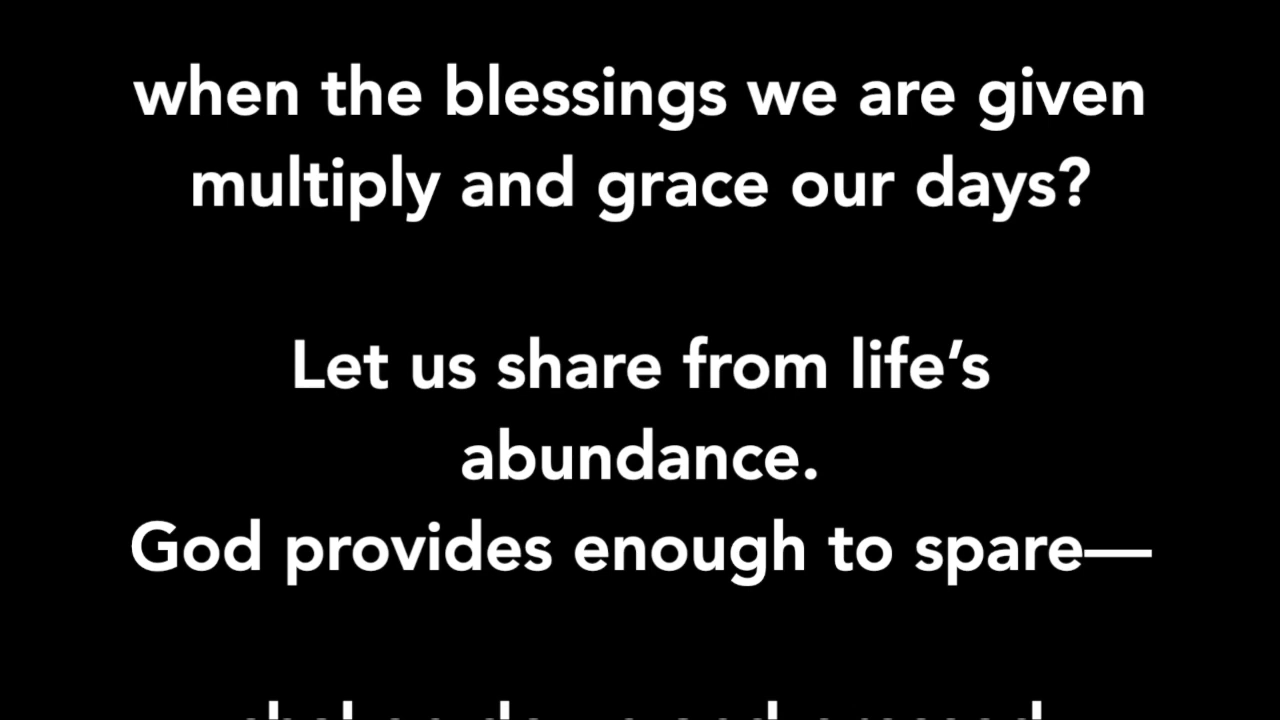 when the blessings we are given
multiply and grace our days?
Let us share from life’s
abundance.
God provides enough to spare—